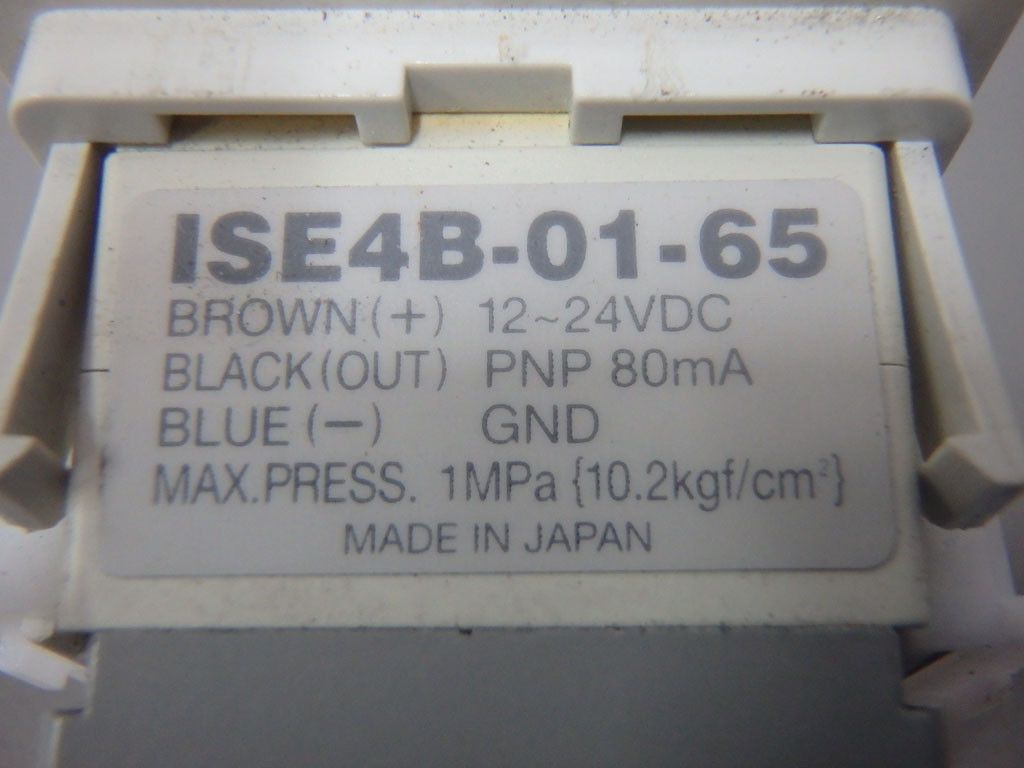 ISE4B-01-65
BROWN(+) 12~24VDC
BLACK(OUT) PNP 80mA
BLUE(−) GND
MAX.PRESS. 1MPa {10.2kgf/cm²}
MADE IN JAPAN